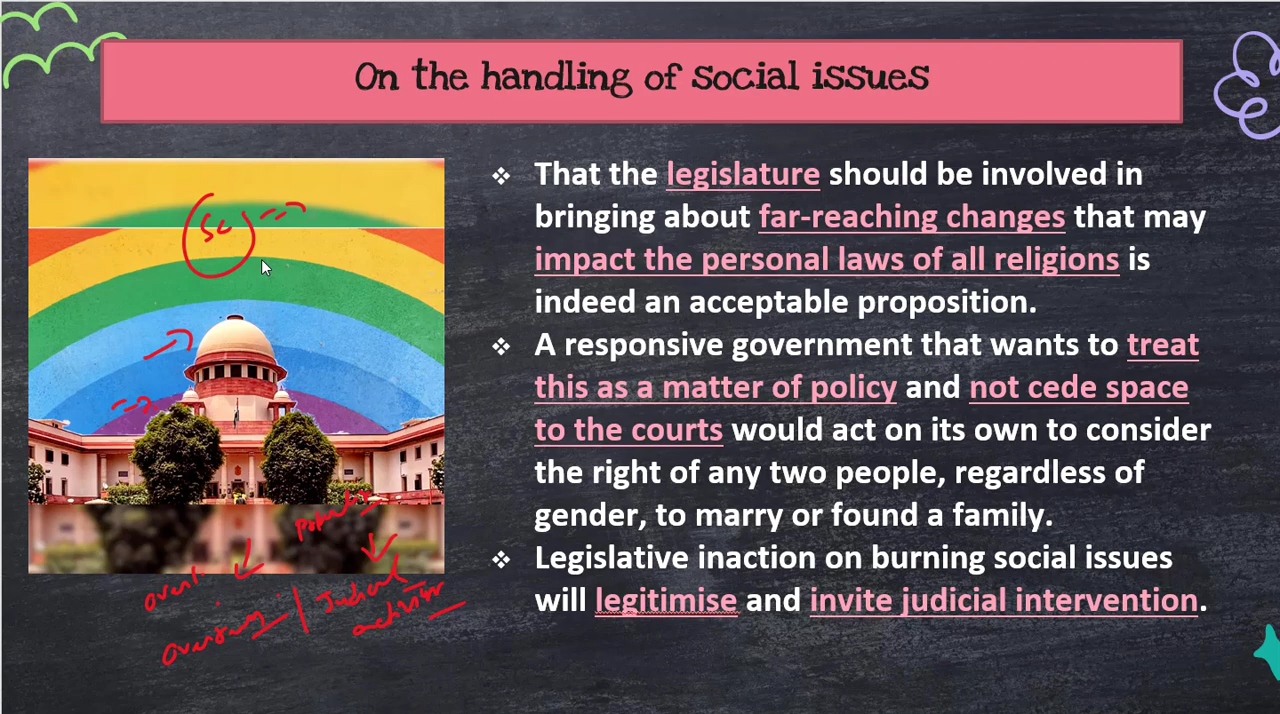 On the handling of social issues
❖ That the legislature should be involved in
bringing about far-reaching changes that may
impact the personal laws of all religions is
indeed an acceptable proposition.
❖ A responsive government that wants to treat
this as a matter of policy and not cede space
to the courts would act on its own to consider
the right of any two people, regardless of
gender, to marry or found a family.
❖ Legislative inaction on burning social issues
will legitimise and invite judicial intervention.
SC
Judicial